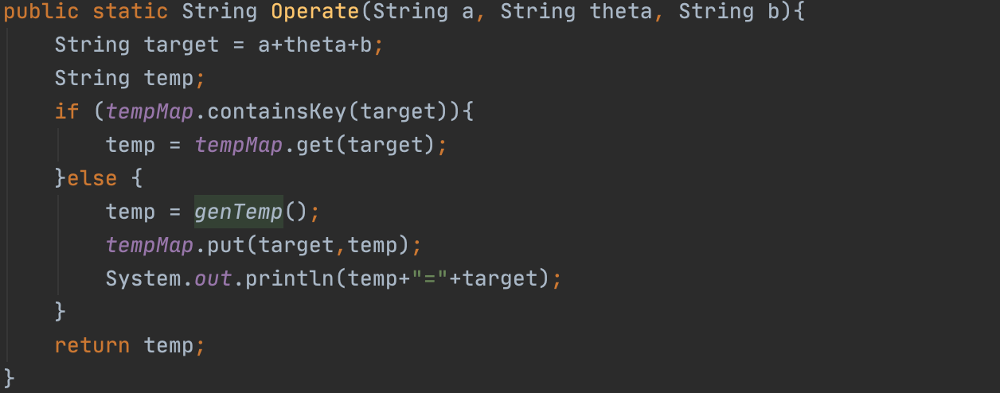 public static String Operate(String a, String theta, String b){
    String target = a+theta+b;
    String temp;
    if (tempMap.containsKey(target)){
        temp = tempMap.get(target);
    }else {
        temp = genTemp();
        tempMap.put(target,temp);
        System.out.println(temp+"="+target);
    }
    return temp;
}